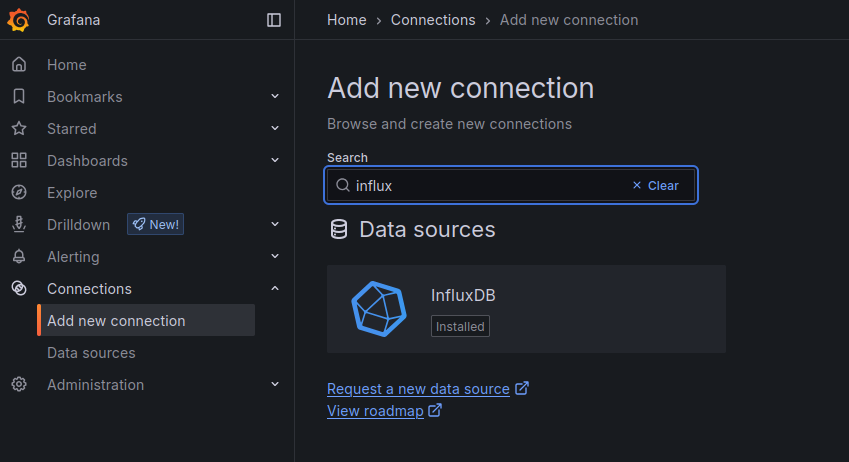 Grafana
Home › Connections › Add new connection
Home
Bookmarks
Starred
Dashboards
Explore
Drilldown New!
Alerting
Connections
Add new connection
Data sources
Administration
Add new connection
Browse and create new connections
Search
influx
Clear
Data sources
InfluxDB
Installed
Request a new data source
View roadmap